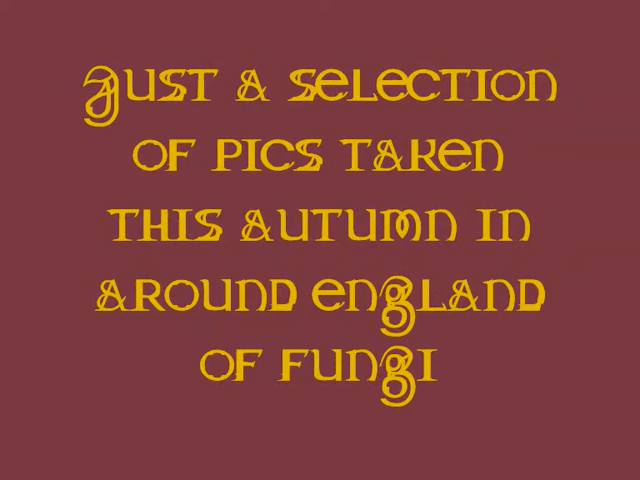 Just a selection
of pics taken
this autumn in
around england
of fungi